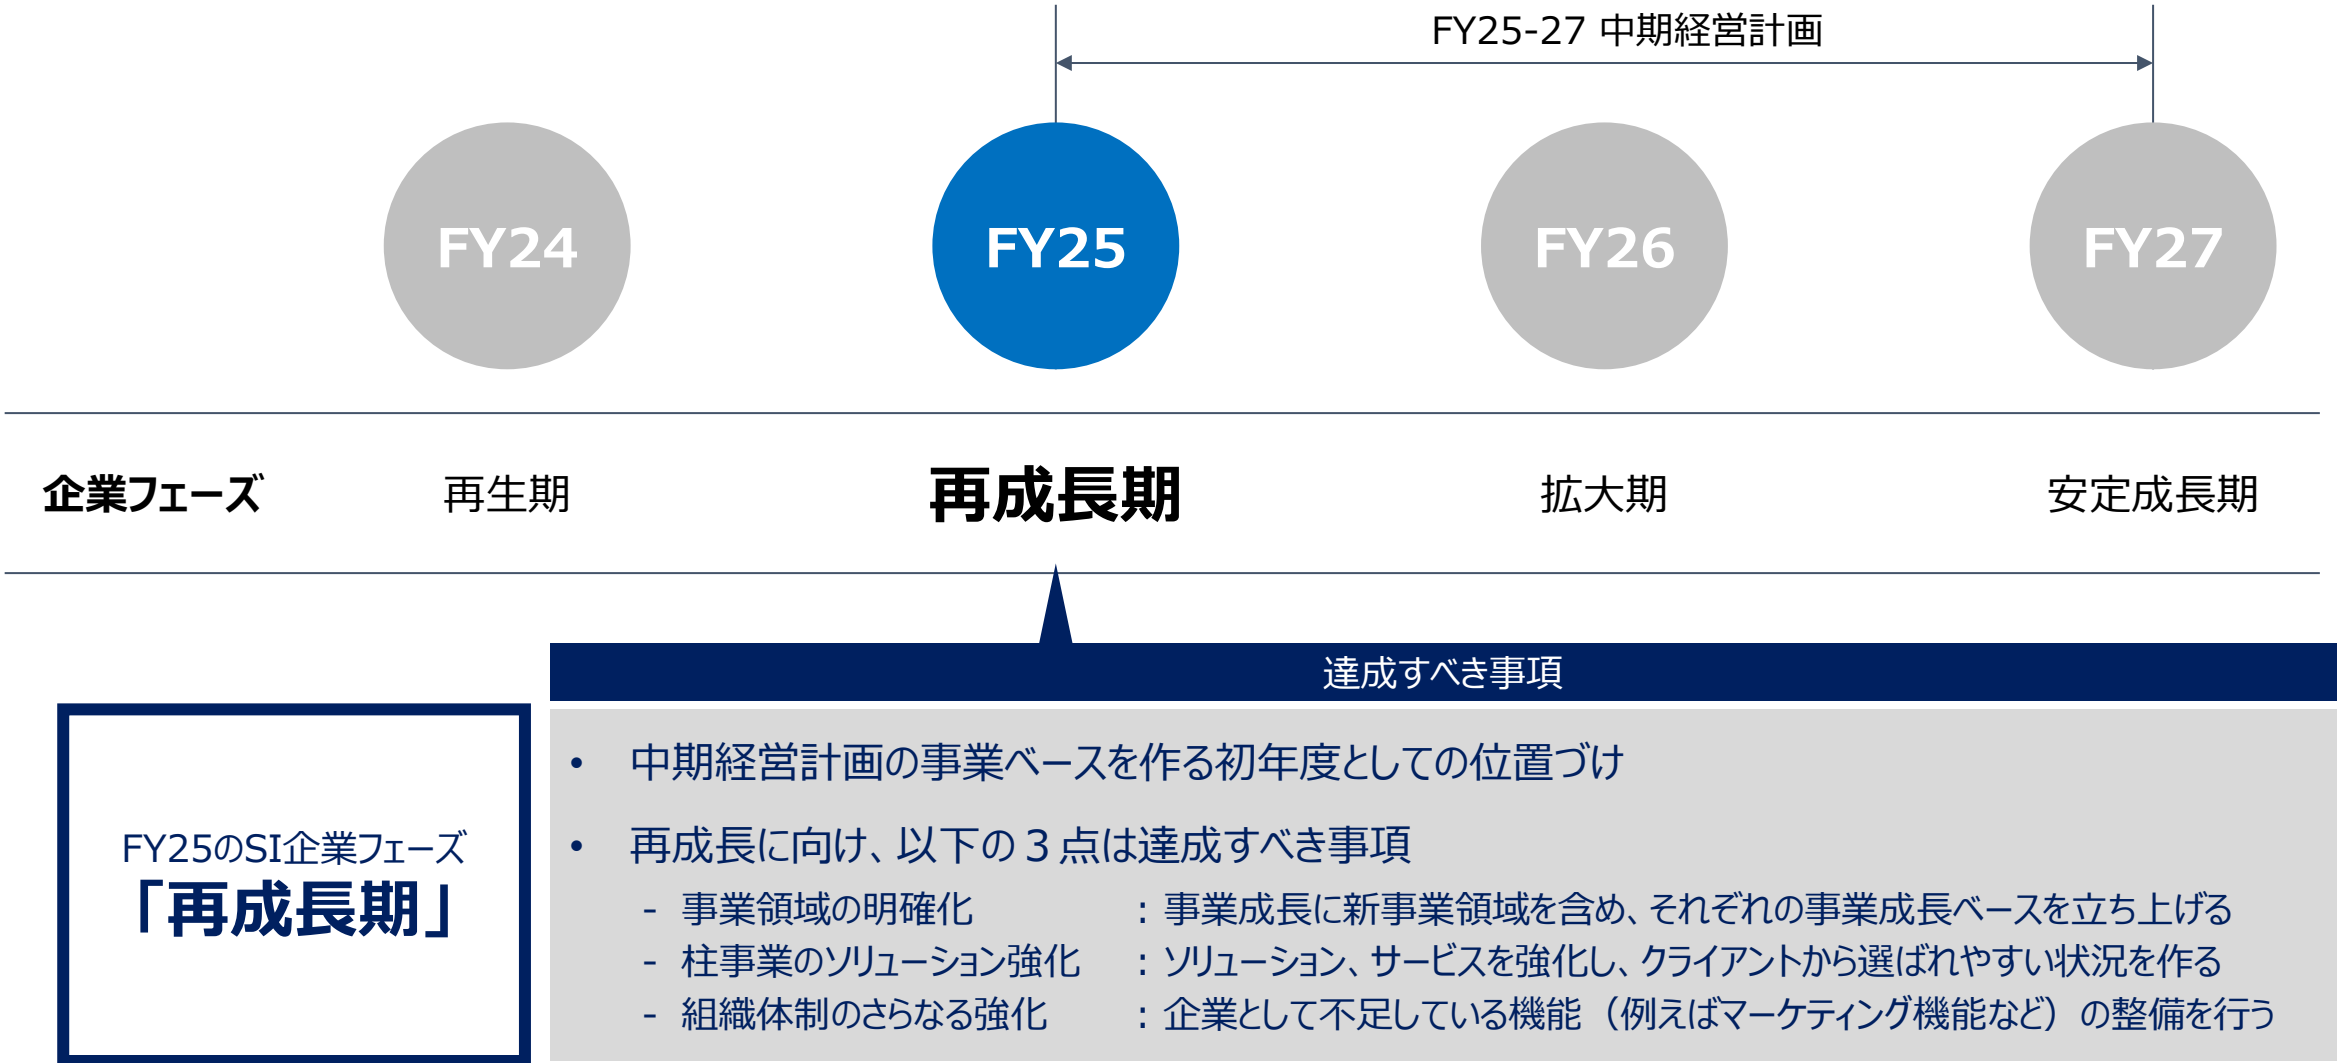 FY25-27 中期経営計画
FY24
FY25
FY26
FY27
企業フェーズ
再生期
再成長期
拡大期
安定成長期
達成すべき事項
FY25のSI企業フェーズ
「再成長期」
• 中期経営計画の事業ベースを作る初年度としての位置づけ
• 再成長に向け、以下の３点は達成すべき事項
- 事業領域の明確化 : 事業成長に新事業領域を含め、それぞれの事業成長ベースを立ち上げる
- 柱事業のソリューション強化 : ソリューション、サービスを強化し、クライアントから選ばれやすい状況を作る
- 組織体制のさらなる強化 : 企業として不足している機能（例えばマーケティング機能など）の整備を行う